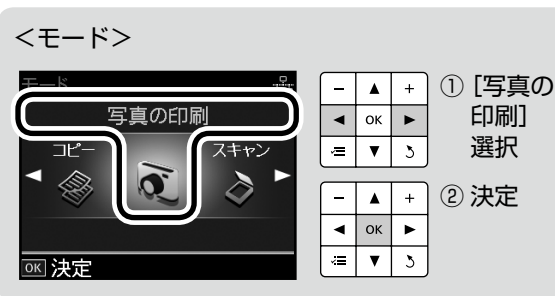 <モード>
モード
写真の印刷
コピー
スキャン
OK 決定
- +
OK
① [写真の
印刷]
選択
- +
OK
② 決定